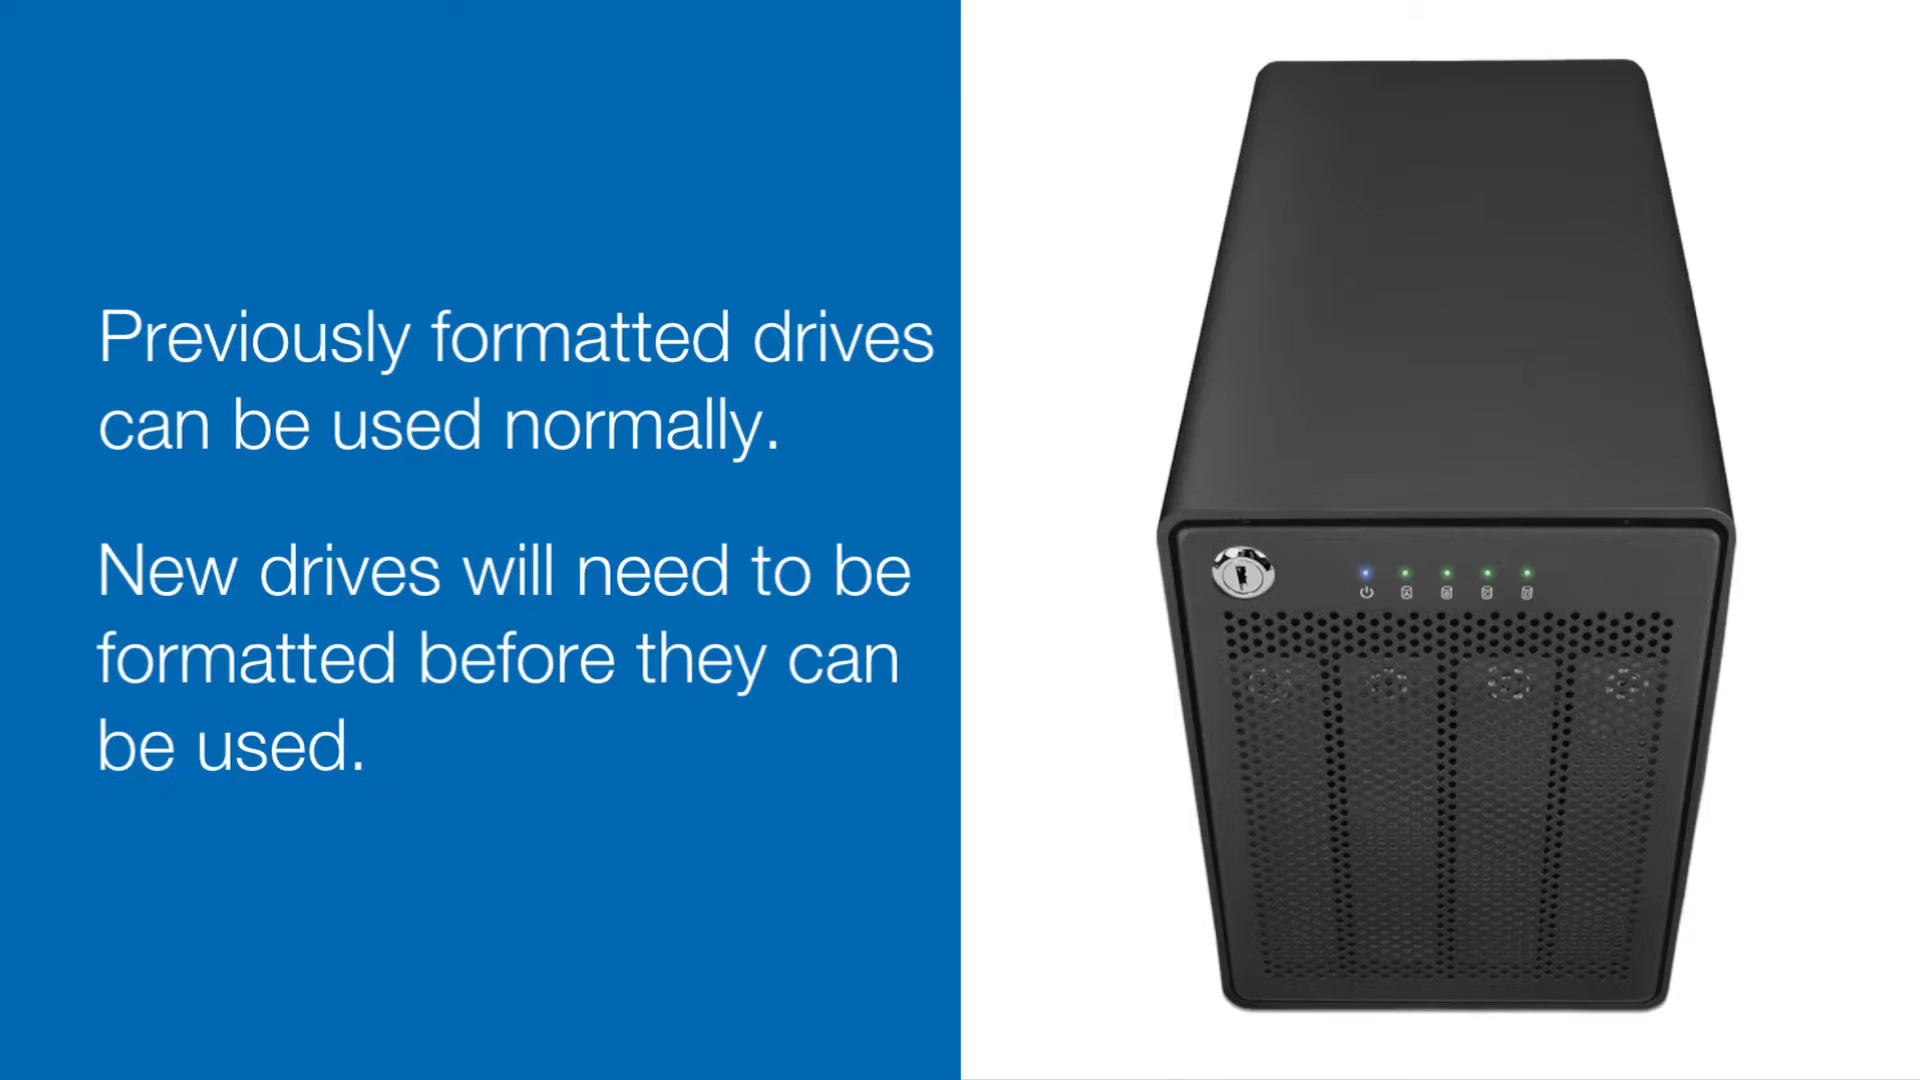 Previously formatted drives
can be used normally.
New drives will need to be
formatted before they can
be used.